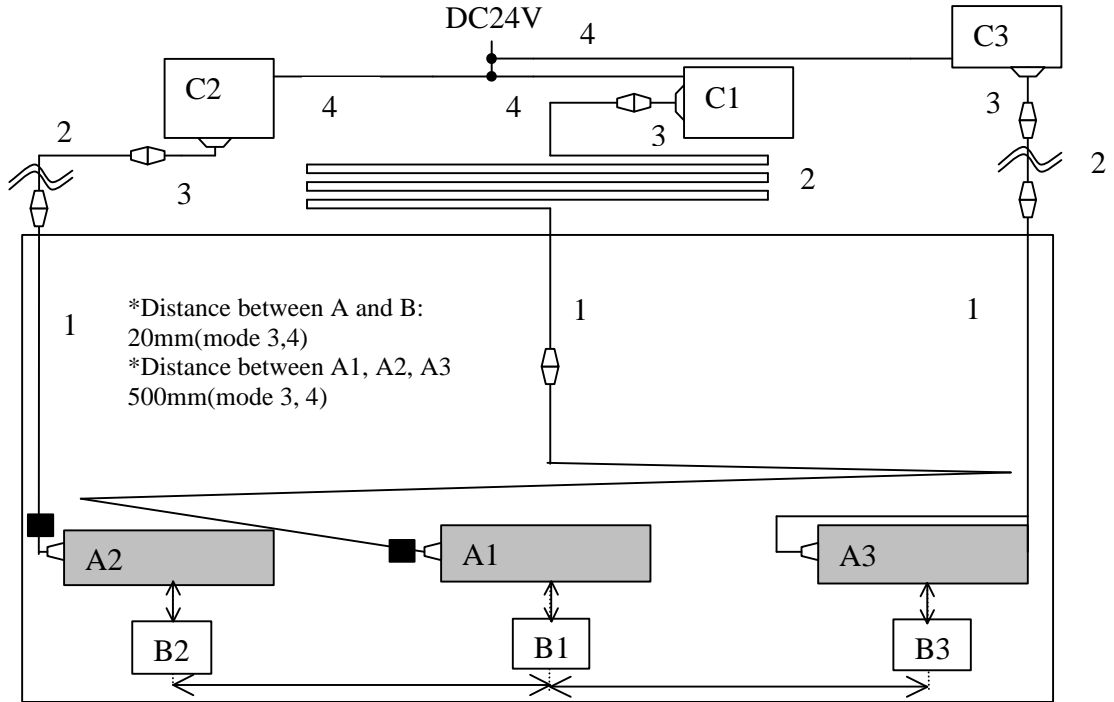 DC24V
4
C3
C2
4
4
C1
3
3
2
3
2
2
*Distance between A and B:
20mm(mode 3,4)
*Distance between A1, A2, A3
500mm(mode 3, 4)
1
1
1
A2
A1
A3
B2
B1
B3